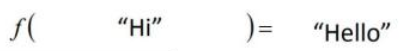 f( “Hi” )= “Hello”